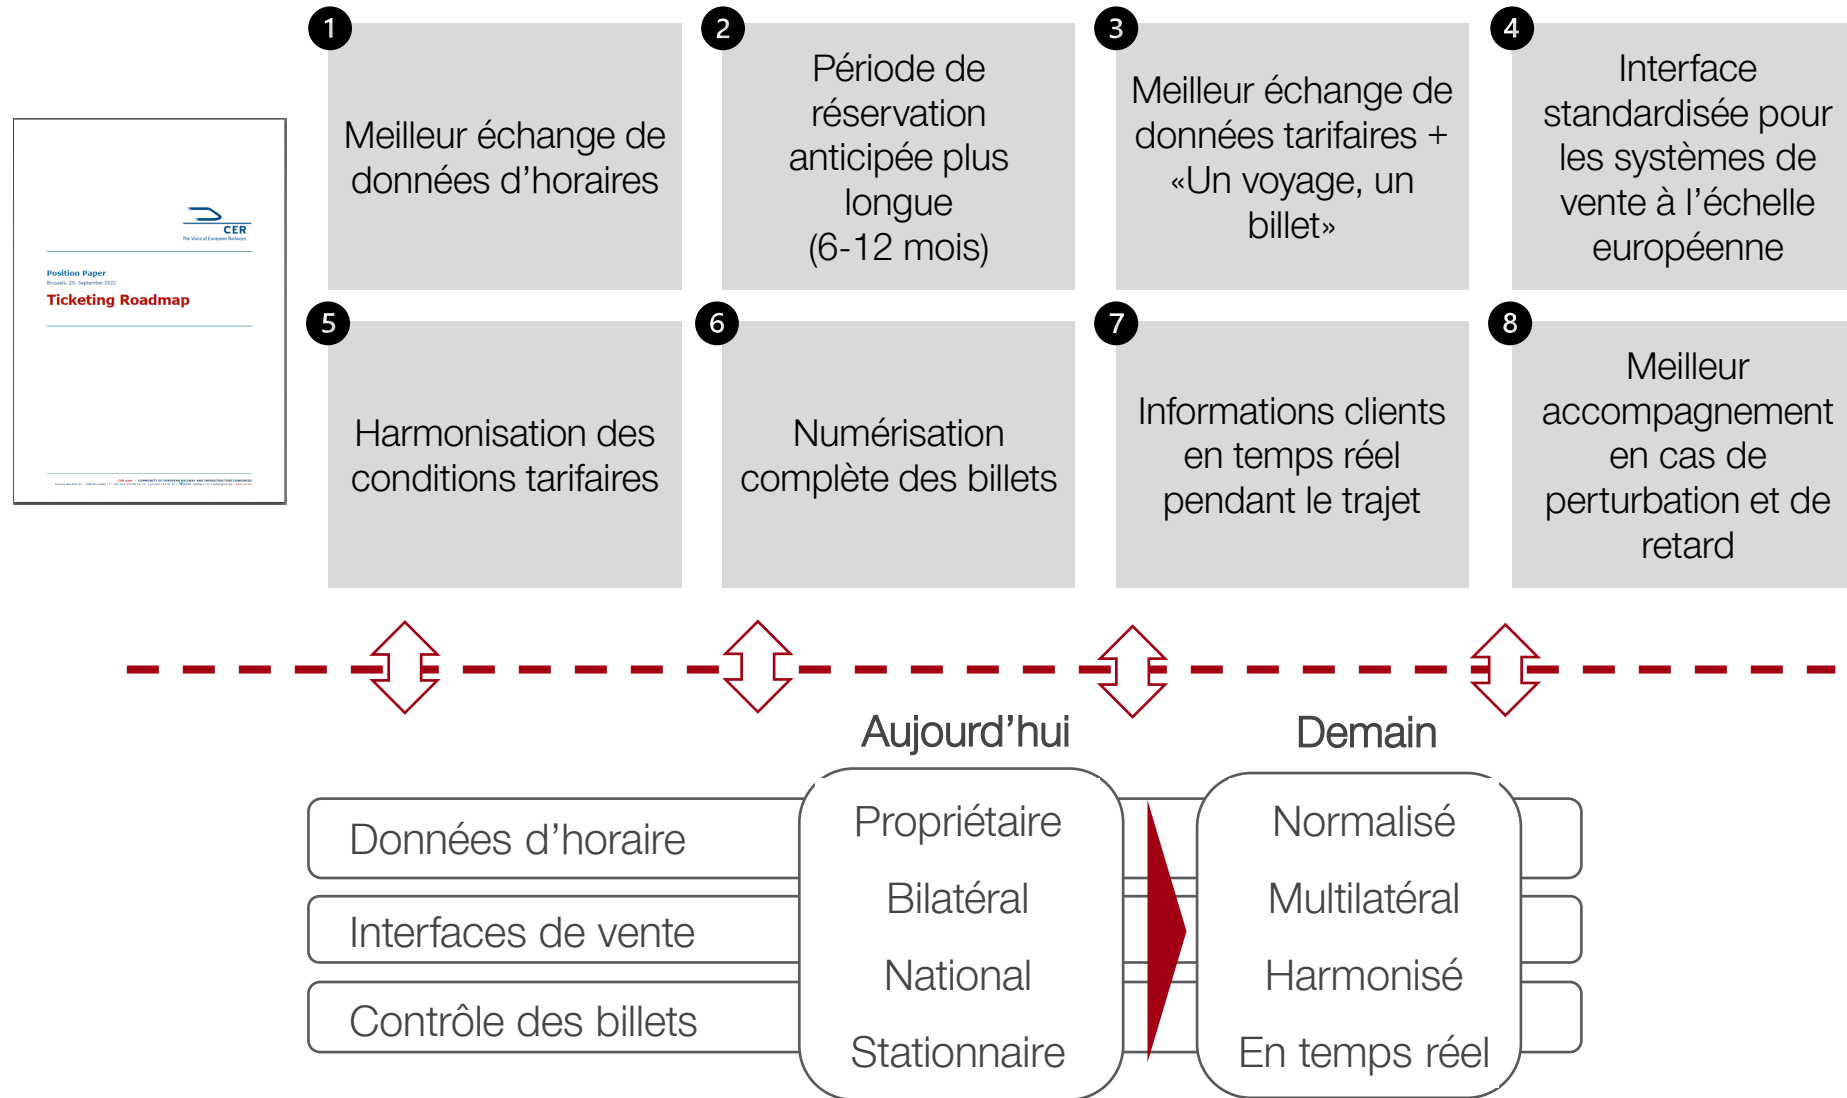 CER
The Voice of European Railways
Position Paper
Brussels, 20. September 2021
Ticketing Roadmap
1
Meilleur échange de
données d’horaires
2
Période de
réservation
anticipée plus
longue
(6-12 mois)
3
Meilleur échange de
données tarifaires +
«Un voyage, un
billet»
4
Interface
standardisée pour
les systèmes de
vente à l’échelle
européenne
5
Harmonisation des
conditions tarifaires
6
Numérisation
complète des billets
7
Informations clients
en temps réel
pendant le trajet
8
Meilleur
accompagnement
en cas de
perturbation et de
retard
Aujourd’hui
Demain
Données d’horaire
Interfaces de vente
Contrôle des billets
Propriétaire
Bilatéral
National
Stationnaire
Normalisé
Multilatéral
Harmonisé
En temps réel